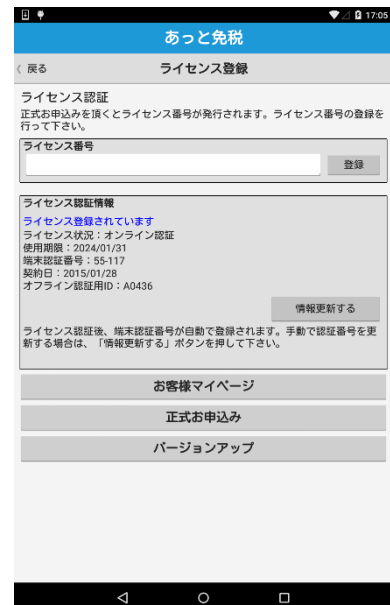 17:05
あっと免税
戻る
ライセンス登録
ライセンス認証
正式お申込みを頂くとライセンス番号が発行されます。ライセンス番号の登録を
行って下さい。
ライセンス番号
登録
ライセンス認証情報
ライセンス登録されています
ライセンス状況：オンライン認証
使用期限：2024/01/31
端末認証番号：55-117
契約日：2015/01/28
オフライン認証用ID：A0436
情報更新する
ライセンス認証後、端末認証番号が自動で登録されます。手動で認証番号を更
新する場合は、「情報更新する」ボタンを押して下さい。
お客様マイページ
正式お申込み
バージョンアップ